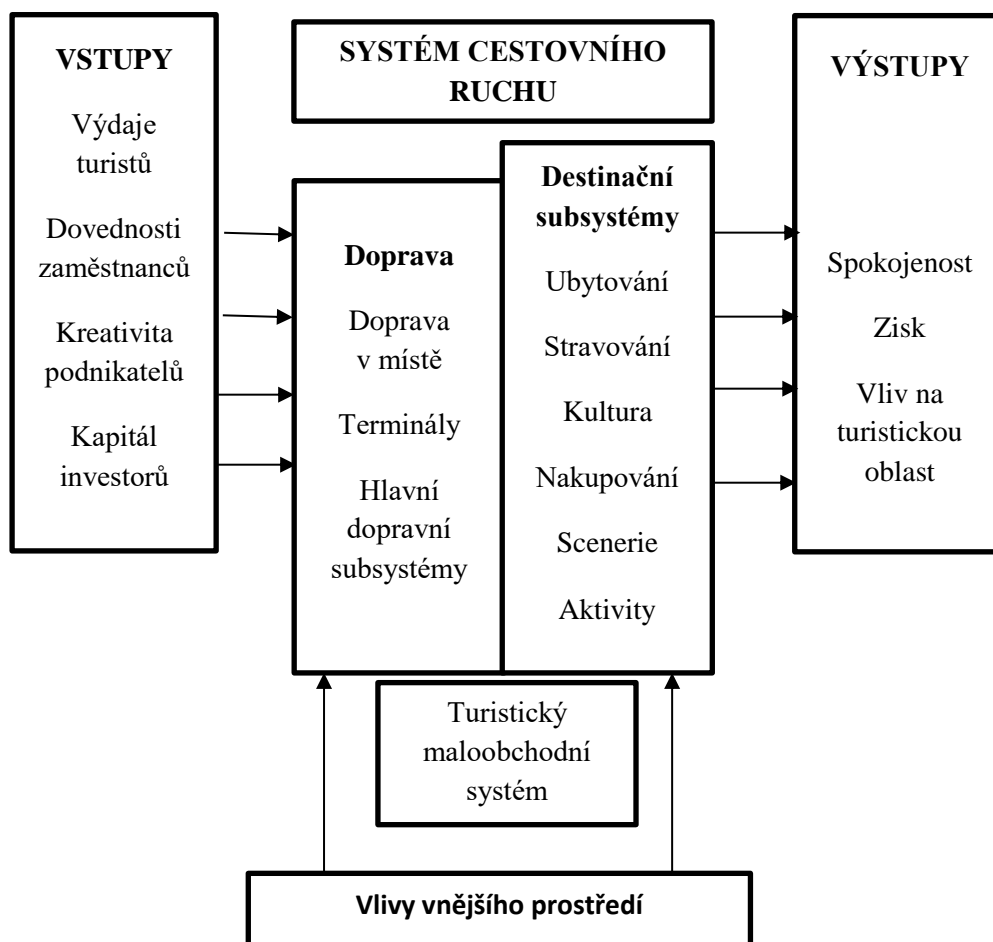 VSTUPY
Výdaje
turistů
Dovednosti
zaměstnanců
Kreativita
podnikatelů
Kapitál
investorů
SYSTÉM CESTOVNÍHO
RUCHU
Doprava
Doprava
v místě
Terminály
Hlavní
dopravní
subsystémy
Destinační
subsystémy
Ubytování
Stravování
Kultura
Nakupování
Scenerie
Aktivity
VÝSTUPY
Spokojenost
Zisk
Vliv na
turistickou
oblast
Turistický
maloobchodní
systém
Vlivy vnějšího prostředí